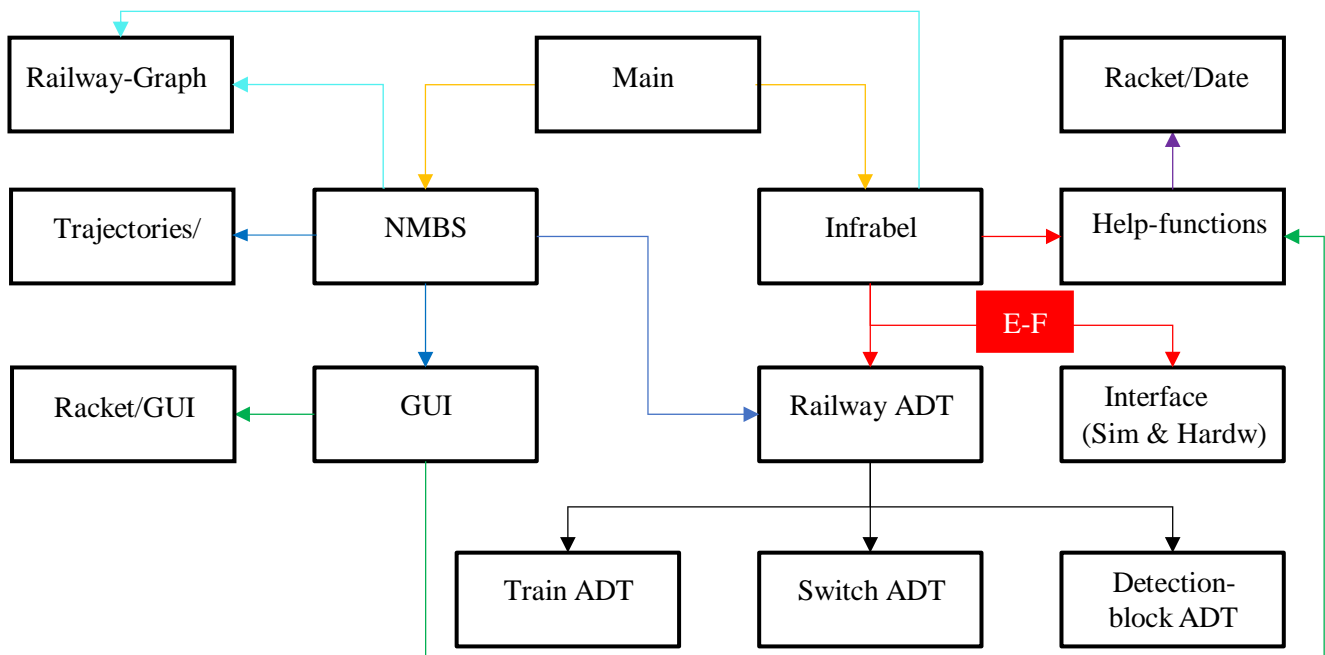 Railway-Graph
Main
Racket/Date
Trajectories/
NMBS
Infrabel
Help-functions
E-F
Racket/GUI
GUI
Railway ADT
Interface
(Sim & Hardw)
Train ADT
Switch ADT
Detection-
block ADT